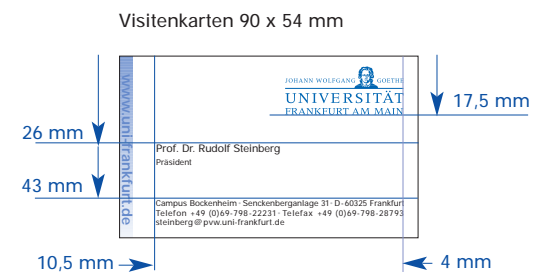 Visitenkarten 90 x 54 mm
JOHANN WOLFGANG GOETHE
UNIVERSITÄT
FRANKFURT AM MAIN
17,5 mm
www.uni-frankfurt.de
26 mm
Prof. Dr. Rudolf Steinberg
Präsident
43 mm
Campus Bockenheim · Senckenberganlage 31 · D-60325 Frankfurt
Telefon +49 (0)69-798-22231 · Telefax +49 (0)69-798-28793
steinberg@pvw.uni-frankfurt.de
10,5 mm
4 mm